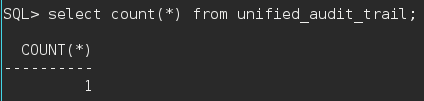 SQL> select count(*) from unified_audit_trail;
COUNT(*)
----------
1